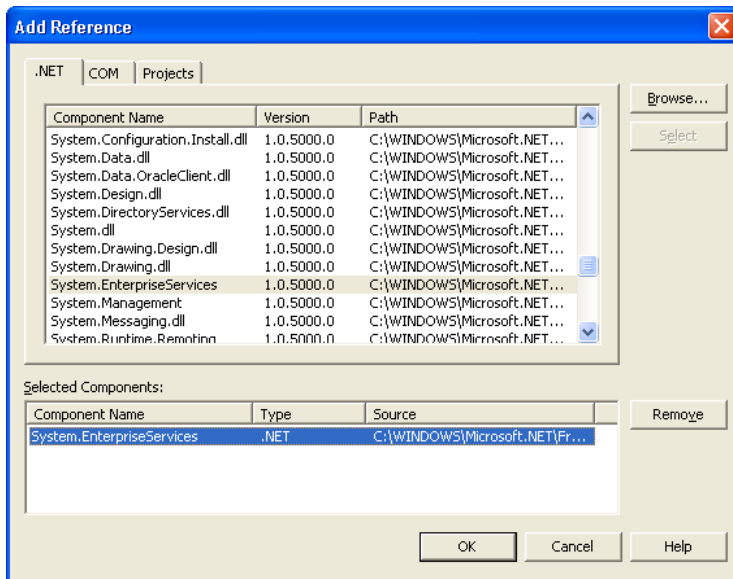 Add Reference
.NET COM Projects
Browse...
Select
Component Name Version Path
System.Configuration.Install.dll 1.0.5000.0 C:\WINDOWS\Microsoft.NET...
System.Data.dll 1.0.5000.0 C:\WINDOWS\Microsoft.NET...
System.Data.OracleClient.dll 1.0.5000.0 C:\WINDOWS\Microsoft.NET...
System.Design.dll 1.0.5000.0 C:\WINDOWS\Microsoft.NET...
System.DirectoryServices.dll 1.0.5000.0 C:\WINDOWS\Microsoft.NET...
System.dll 1.0.5000.0 C:\WINDOWS\Microsoft.NET...
System.Drawing.Design.dll 1.0.5000.0 C:\WINDOWS\Microsoft.NET...
System.Drawing.dll 1.0.5000.0 C:\WINDOWS\Microsoft.NET...
System.EnterpriseServices 1.0.5000.0 C:\WINDOWS\Microsoft.NET...
System.Management 1.0.5000.0 C:\WINDOWS\Microsoft.NET...
System.Messaging.dll 1.0.5000.0 C:\WINDOWS\Microsoft.NET...
System.Runtime.Remoting 1.0.5000.0 C:\WINDOWS\Microsoft.NET...
Selected Components:
Component Name Type Source
Remove
System.EnterpriseServices .NET C:\WINDOWS\Microsoft.NET\Fr...
OK Cancel Help